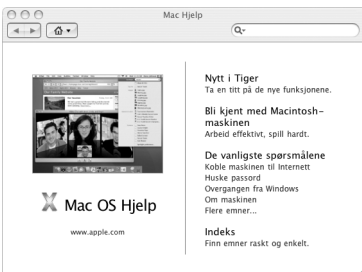 Mac Hjelp
Nytt i Tiger
Ta en titt på de nye funksjonene.
Bli kjent med Macintosh-
maskinen
Arbeid effektivt, spill hardt.
De vanligste spørsmålene
Koble maskinen til Internett
Huske passord
Overgangen fra Windows
Om maskinen
Flere emner...
Indeks
Finn emner raskt og enkelt.
Mac OS Hjelp
www.apple.com